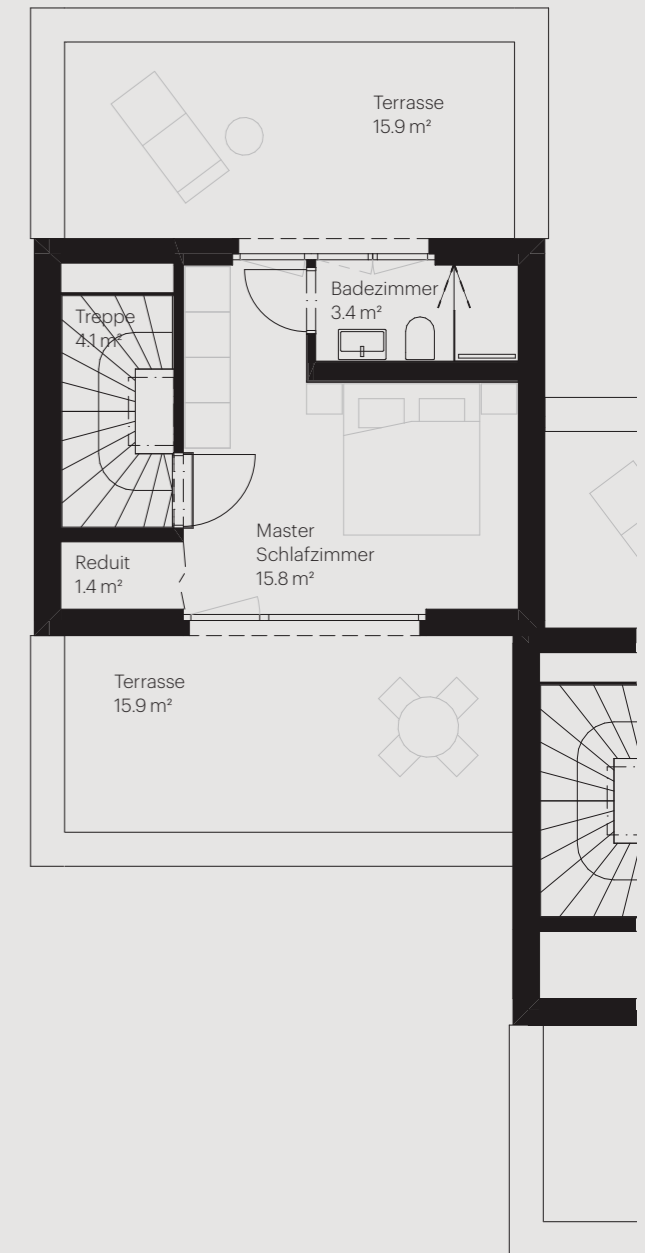 Terrasse
15.9 m²
Badezimmer
3.4 m²
Treppe
4.1 m²
Master
Schlafzimmer
15.8 m²
Reduit
1.4 m²
Terrasse
15.9 m²